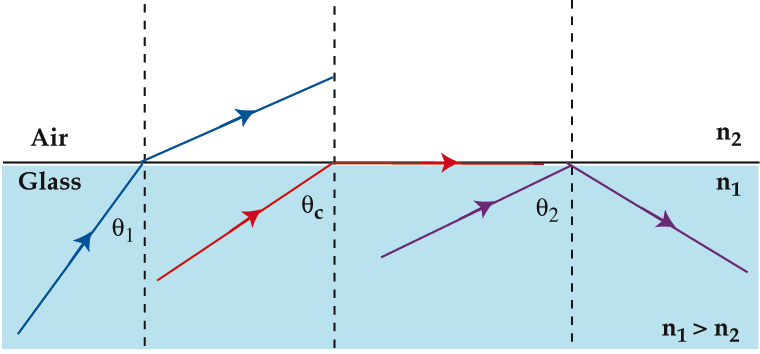 Air
n₂
Glass
n₁
θ₁
θc
θ₂
n₁ > n₂